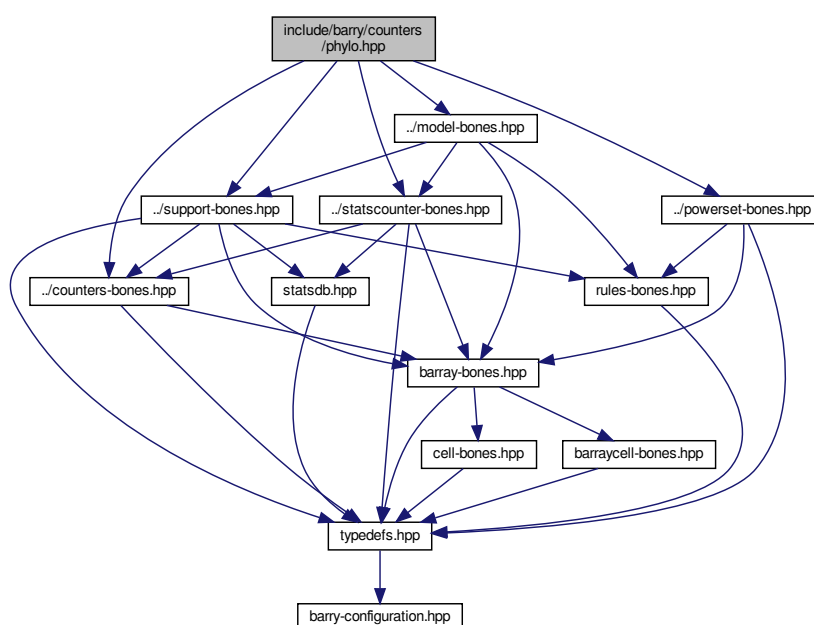 include/barry/counters
/phylo.hpp
../model-bones.hpp
../support-bones.hpp
../statscounter-bones.hpp
../powerset-bones.hpp
../counters-bones.hpp
statsdb.hpp
rules-bones.hpp
barray-bones.hpp
cell-bones.hpp
barraycell-bones.hpp
typedefs.hpp
barry-configuration.hpp